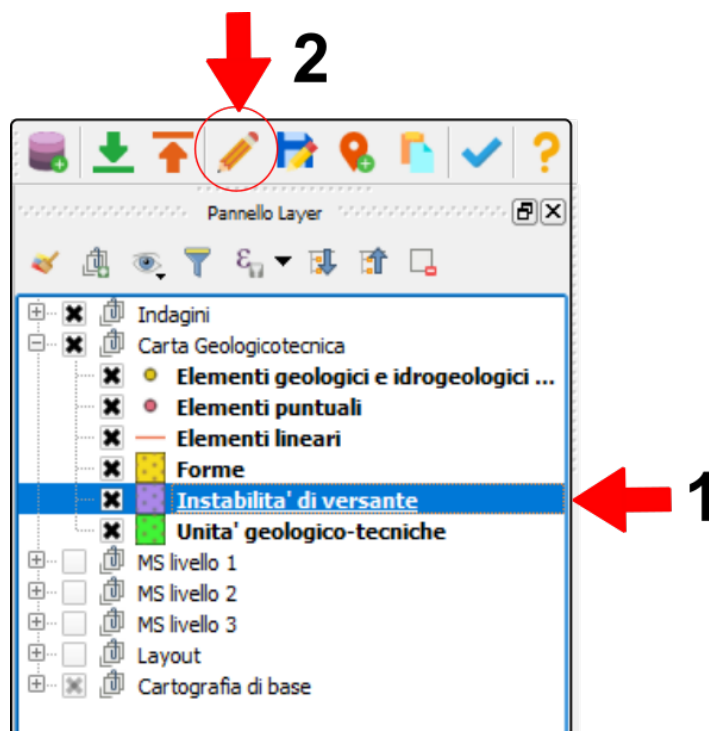 2
Pannello Layer
Indagini
Carta Geologicotecnica
Elementi geologici e idrogeologici ...
Elementi puntuali
Elementi lineari
Forme
Instabilita' di versante
1
Unita' geologico-tecniche
MS livello 1
MS livello 2
MS livello 3
Layout
Cartografia di base